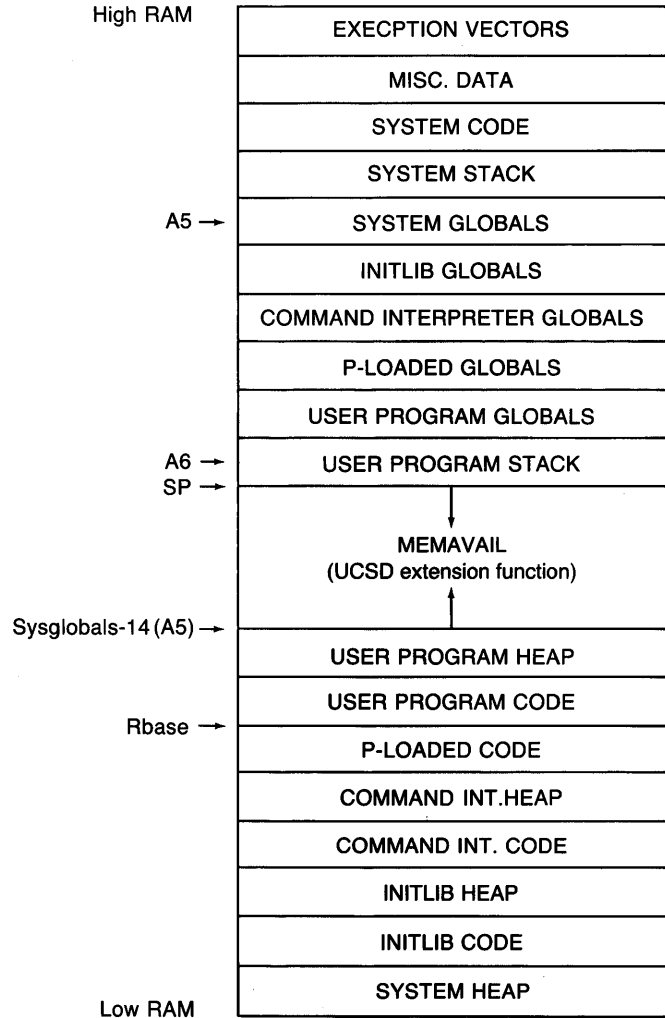 High RAM
EXECPTION VECTORS
MISC. DATA
SYSTEM CODE
SYSTEM STACK
A5 → SYSTEM GLOBALS
INITLIB GLOBALS
COMMAND INTERPRETER GLOBALS
P-LOADED GLOBALS
USER PROGRAM GLOBALS
A6 → USER PROGRAM STACK
SP →
MEMAVAIL
(UCSD extension function)
Sysglobals-14 (A5) →
USER PROGRAM HEAP
USER PROGRAM CODE
Rbase →
P-LOADED CODE
COMMAND INT.HEAP
COMMAND INT. CODE
INITLIB HEAP
INITLIB CODE
SYSTEM HEAP
Low RAM